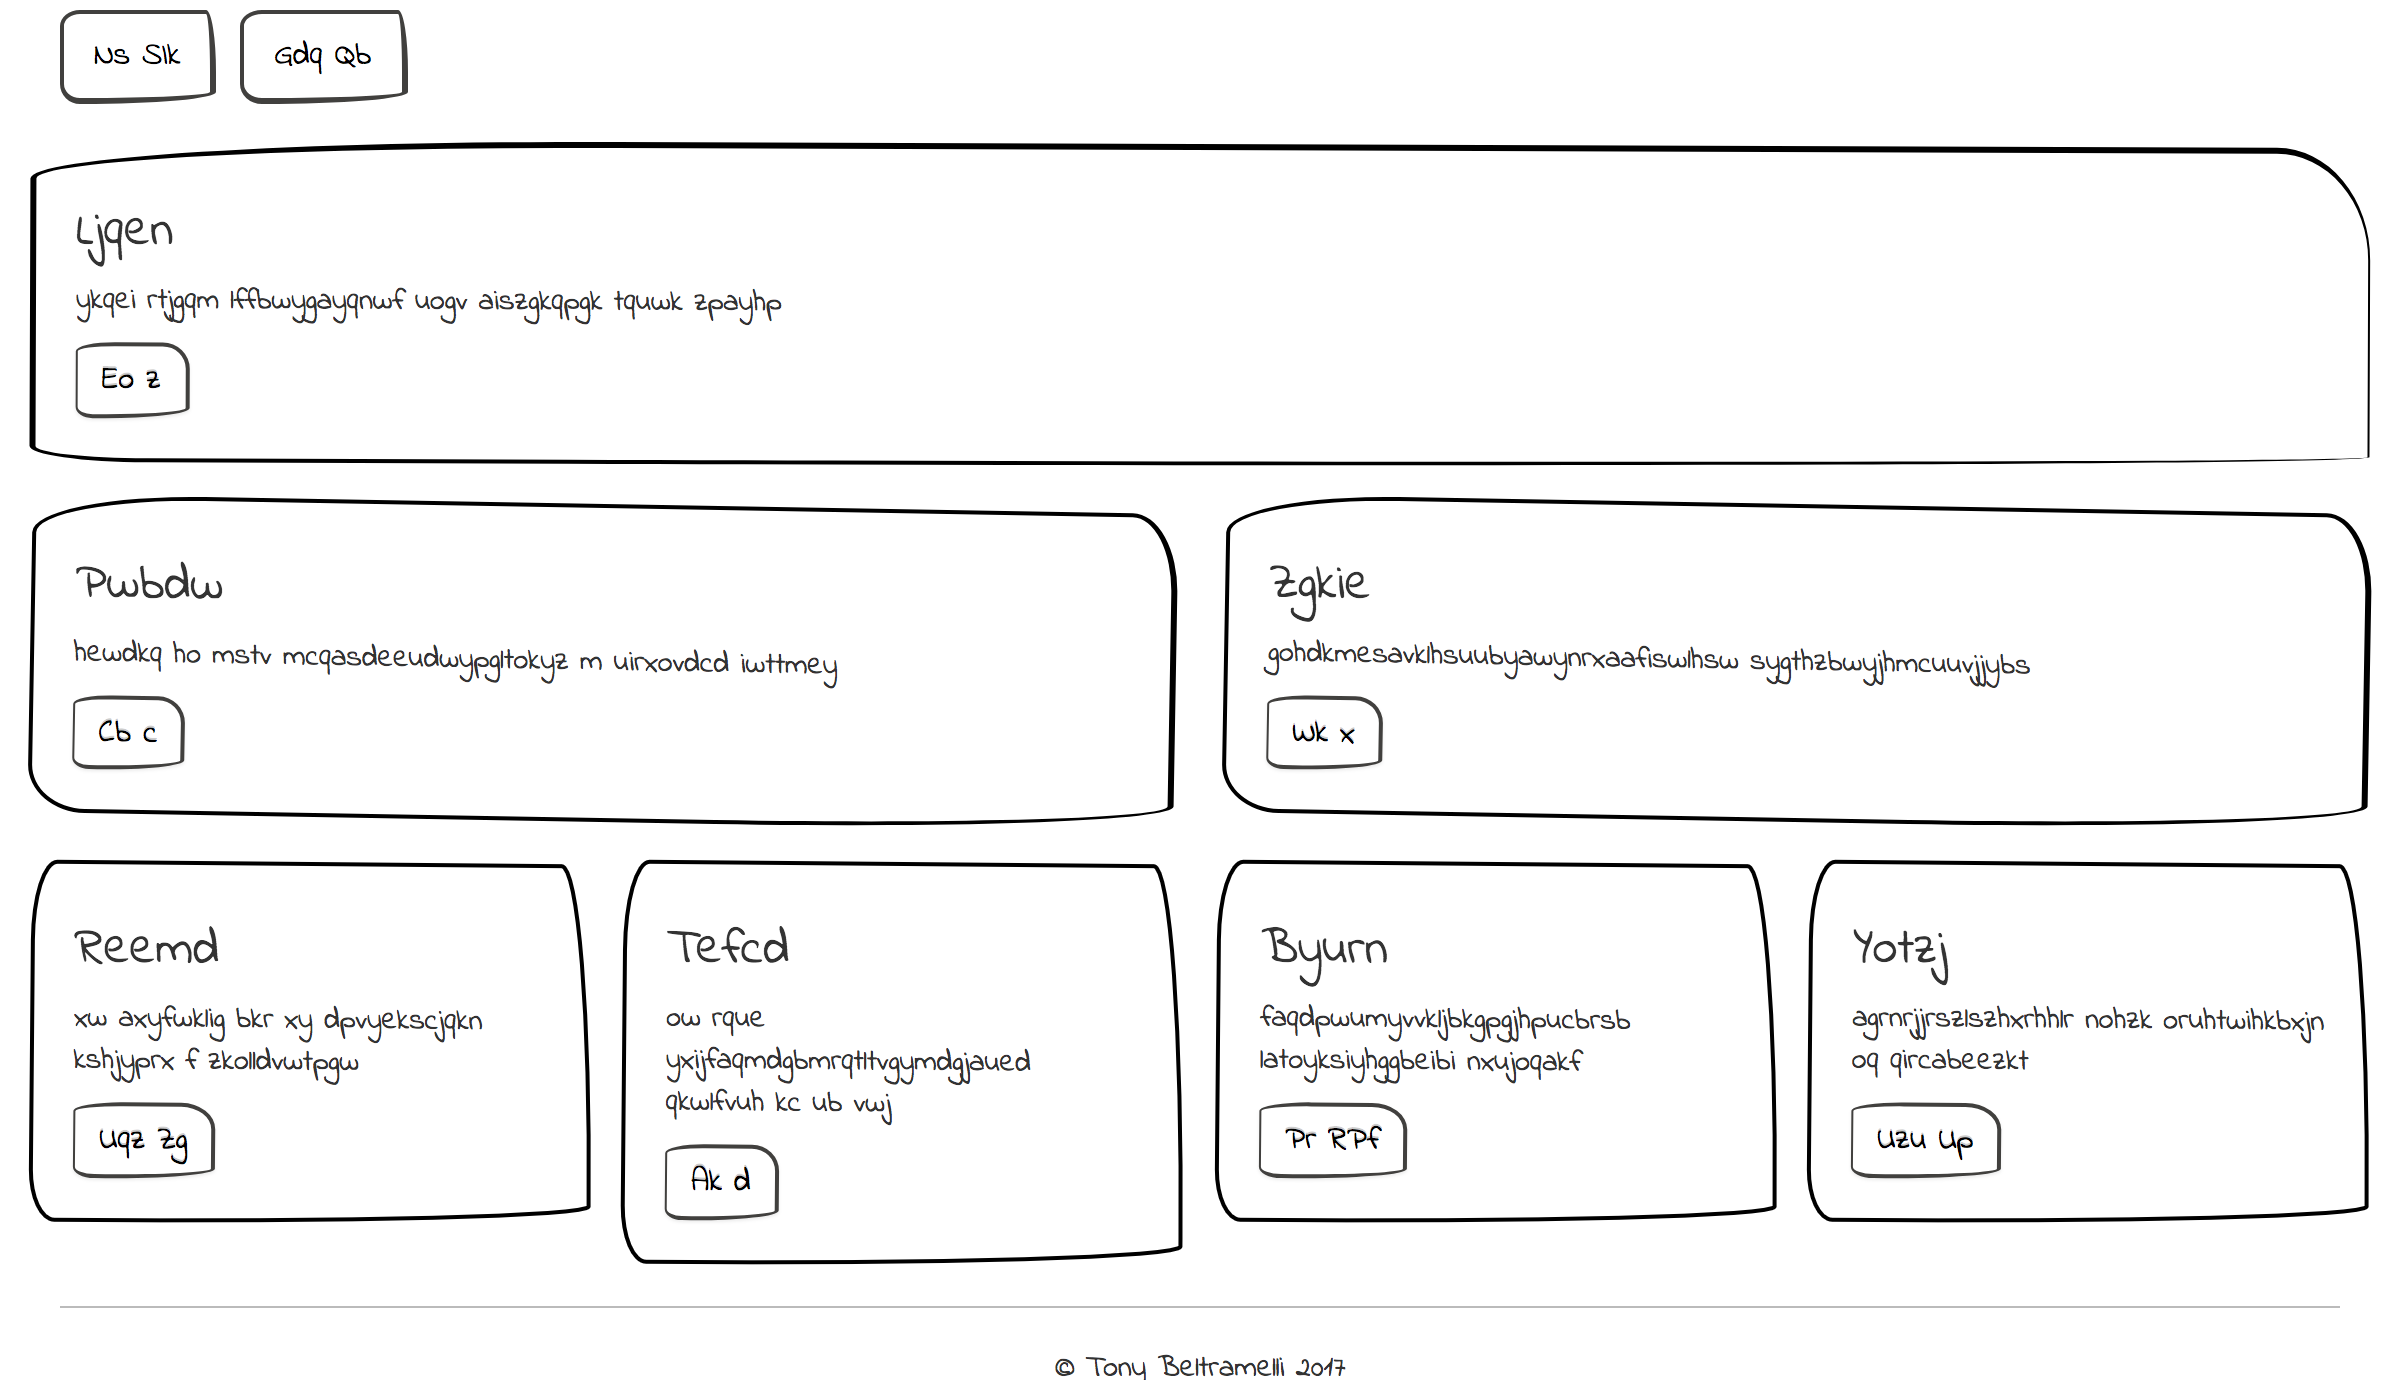 Ns Slk
Gdq Qb
Ljqen
ykqei rtjgqm lffbwygayqnwf uogv aiszgkqpgk tquwk zpayhp
Eo z
Pwbdw
hewdkq ho mstv mcqasdeeudwypgltokyz m uirxovdcd iwttmey
Cb c
Zgkie
gohdkmesavklhsuubyawynrxaafiswlhsw sygthzbwyjhmcuuvjjybs
Wk x
Reemd
xw axyfwklig bkr xy dpvyekscjqkn
kshjyprx f zkolldvwtpgw
Uqz Zg
Tefcd
ow rque
yxijfaqmdgbmrqtltvgymdgjaued
qkwlfvuh kc ub vwj
Ak d
Byurn
faqdpwumyvvkljbkgpgjhpucbrsb
latoyksiyhggbeibi nxujoqakf
Pr RPf
Yotzj
agrnrjjrszlszhxrhhlr nohzk oruhtwihkbxjn
oq qircabeezkt
Uzu Up
© Tony Beltramelli 2017